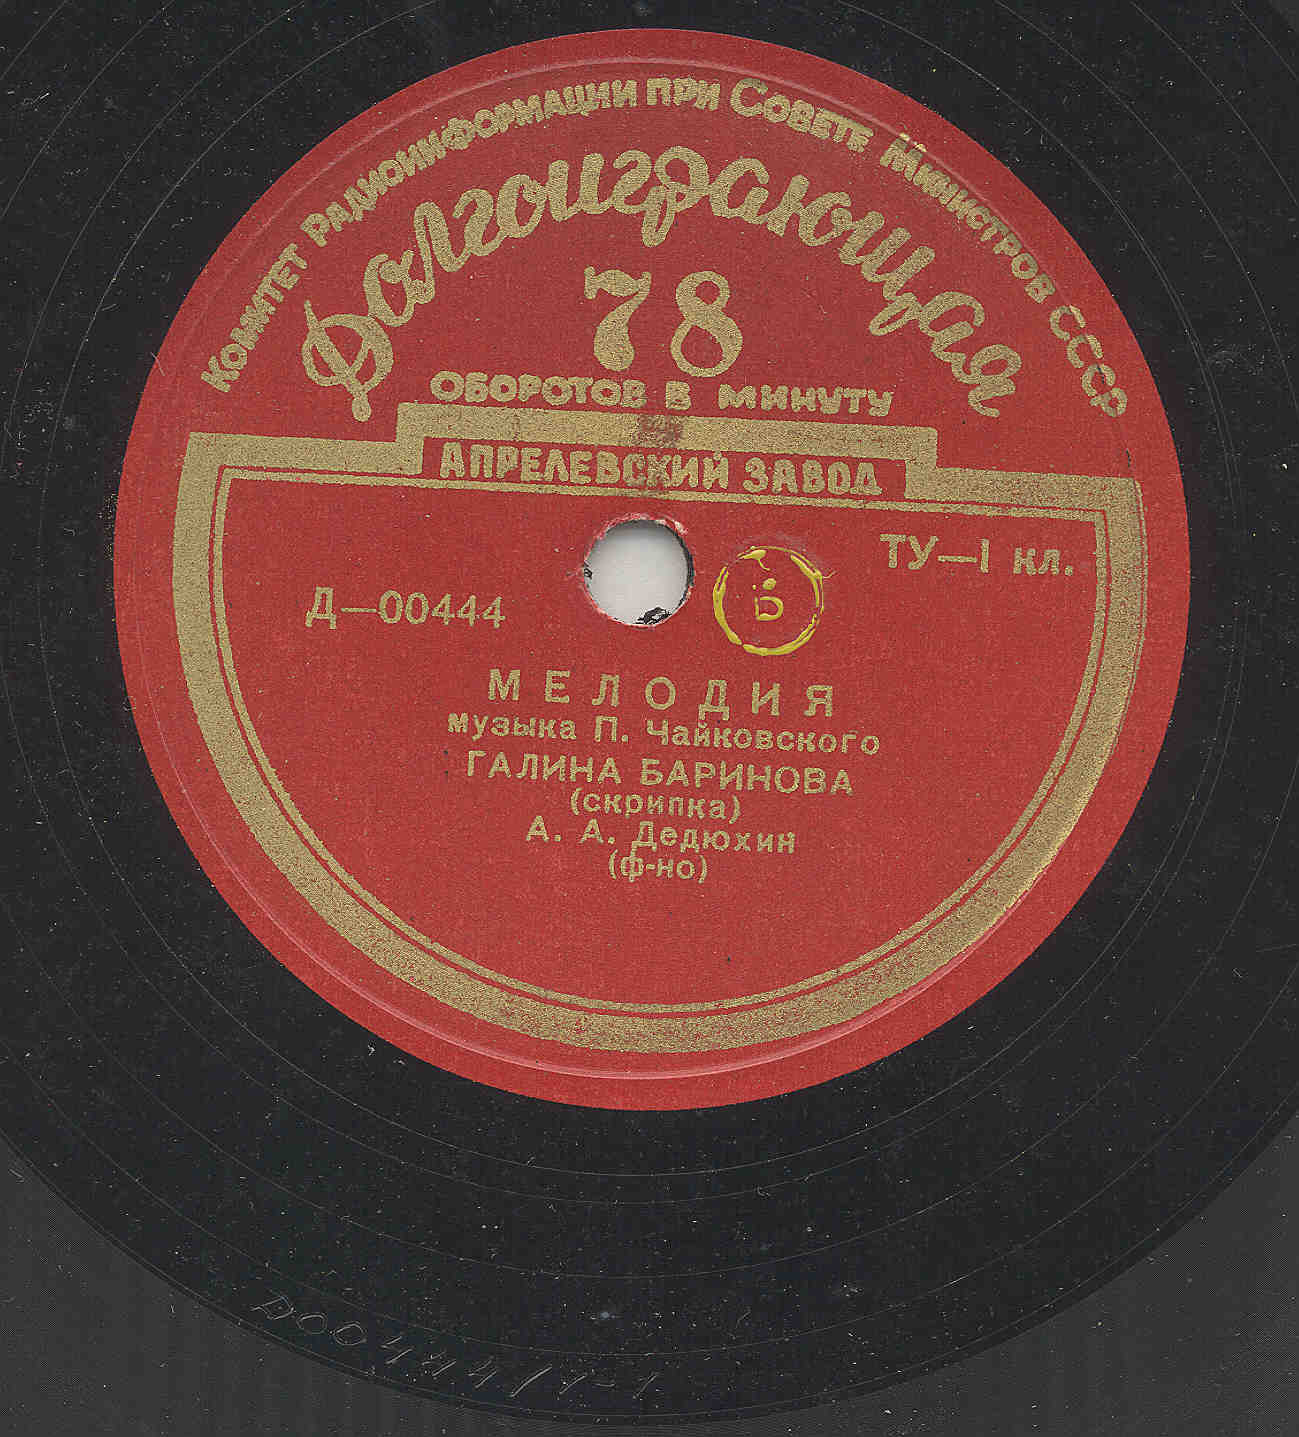 Комитет Радиоинформации при Совете Министров СССР
Долгоиграющая
78
ОБОРОТОВ В МИНУТУ
АПРЕЛЕВСКИЙ ЗАВОД
ТУ—I кл.
Д—00444
В
МЕЛОДИЯ
музыка П. Чайковского
ГАЛИНА БАРИНОВА
(скрипка)
А. А. Дедюхин
(ф-но)